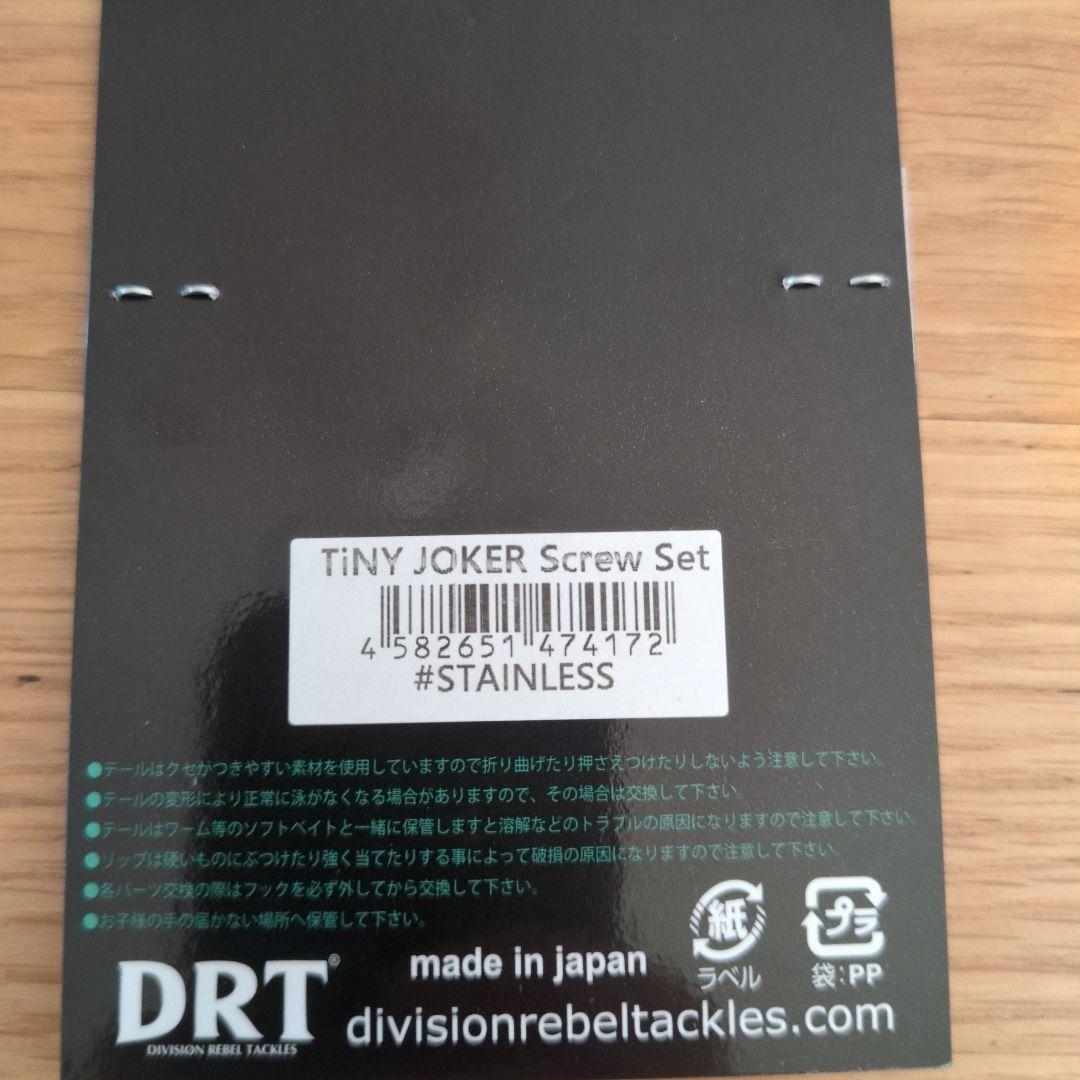 TiNY JOKER Screw Set
4 582651 474172
#STAINLESS
●テールはクセがつきやすい素材を使用していますので折り曲げたり押さえつけたりしないよう注意して下さい。
●テールの変形により正常に泳がなくなる場合がありますので、その場合は交換して下さい。
●テールはワーム等のソフトベイトと一緒に保管しますと溶解などのトラブルの原因になりますので注意して下さい。
●リップは硬いものにぶつけたり強く当てたりする事によって破損の原因になりますので注意して下さい。
●各パーツ交換の際はフックを必ず外してから交換して下さい。
●お子様の手の届かない場所へ保管して下さい。
紙 プラ
ラベル 袋:PP
DRT® made in japan
DIVISION REBEL TACKLES divisionrebeltackles.com